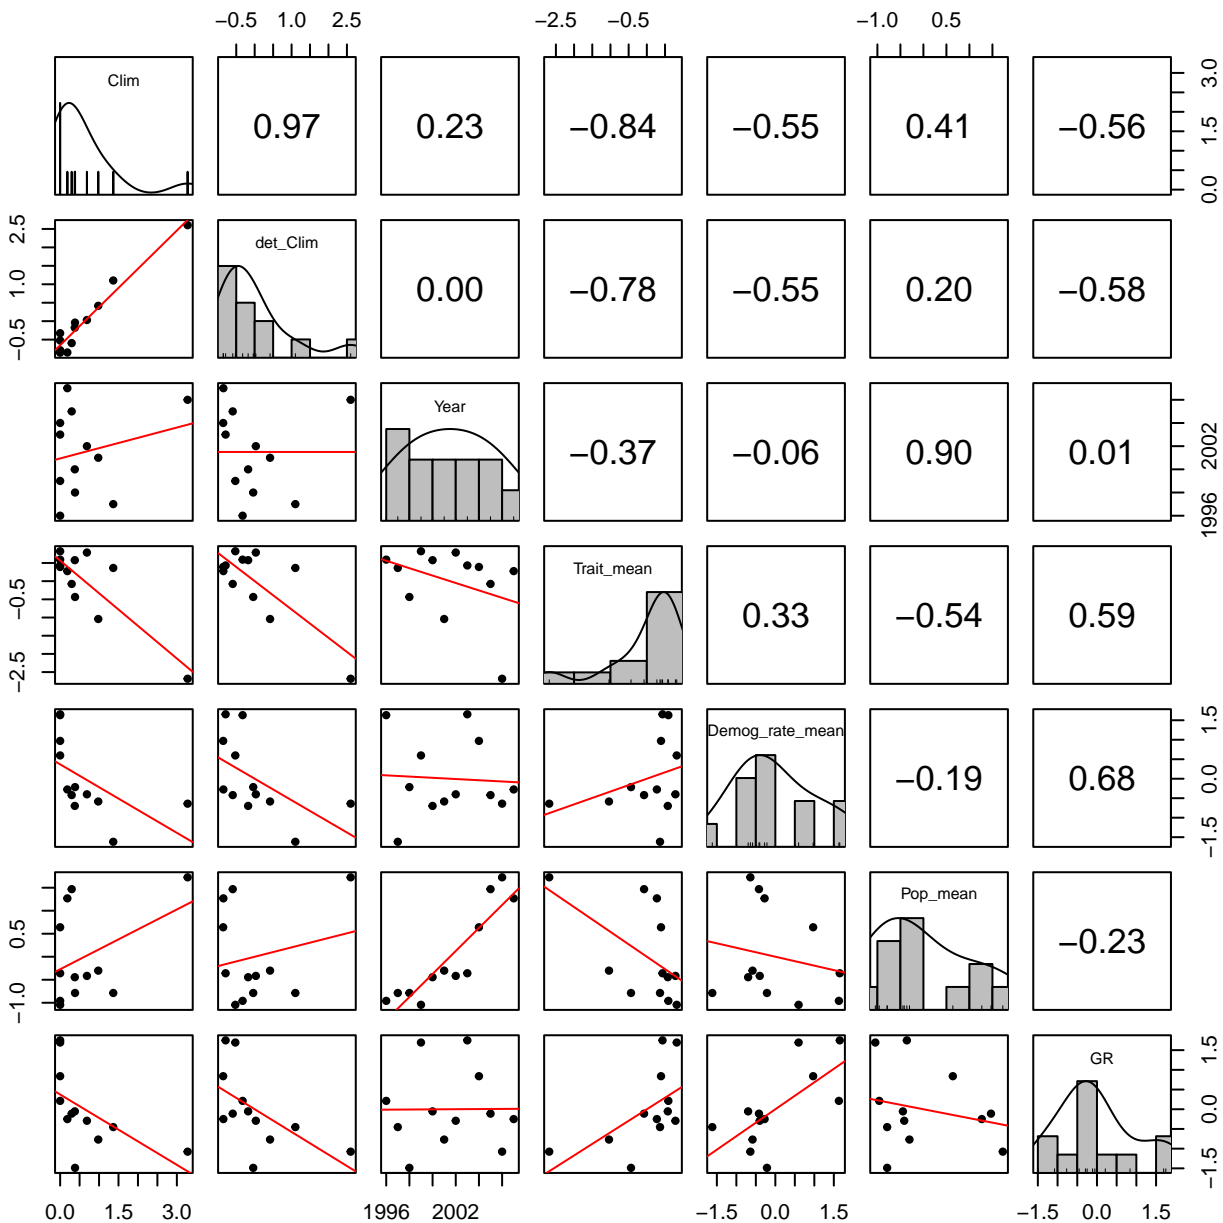 −0.5 1.0 2.5 −2.5 −0.5 −1.0 0.5
Clim 0.97 0.23 −0.84 −0.55 0.41 −0.56 0.0 1.5 3.0
−0.5 1.0 2.5 det_Clim 0.00 −0.78 −0.55 0.20 −0.58
Year −0.37 −0.06 0.90 0.01 1996 2002
−2.5 −0.5 Trait_mean 0.33 −0.54 0.59
Demog_rate_mean −0.19 0.68 −1.5 0.0 1.5
−1.0 0.5 Pop_mean −0.23
GR −1.5 0.0 1.5
0.0 1.5 3.0 1996 2002 −1.5 0.0 1.5 −1.5 0.0 1.5